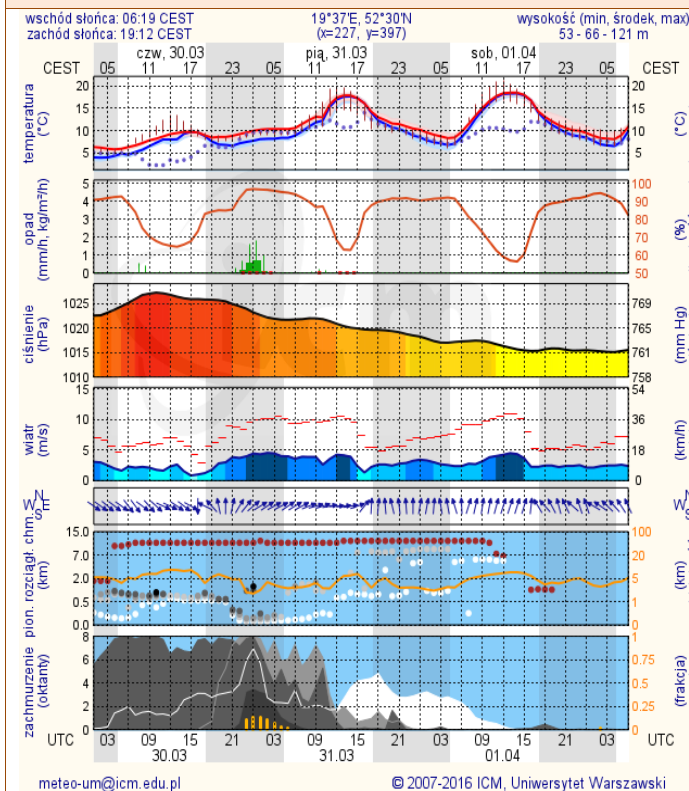 wschód słońca: 06:19 CEST 19°37'E, 52°30'N wysokość (min, środek, max)
zachód słońca: 19:12 CEST (x=227, y=397) 53 - 66 - 121 m
czw, 30.03 pią, 31.03 sob, 01.04
CEST 05 11 17 23 05 11 17 23 05 11 17 23 05 CEST
temperatura
(°C)
20 20
15 15
10 10
5 5
opad
(mm/h, kg/m²/h)
5 100
4 90
3 80
2 70
1 60
0 50
(%)
ciśnienie
(hPa)
1025 769
1020 765
1015 761
1010 758
(mm Hg)
wiatr
(m/s)
15 54
10 36
5 18
0 0
(km/h)
N
W E
S
N
W
S
pion. rozciągł. chm
(km)
15.0 100
7.0 20
2.0 5
0.5 1
0.0 0
(km)
zachmurzenie
(oktanty)
8 1
6 0.75
4 0.5
2 0.25
0 0
(frakcja)
UTC 03 09 15 21 03 09 15 21 03 09 15 21 03 UTC
30.03 31.03 01.04
meteo-um@icm.edu.pl © 2007-2016 ICM, Uniwersytet Warszawski